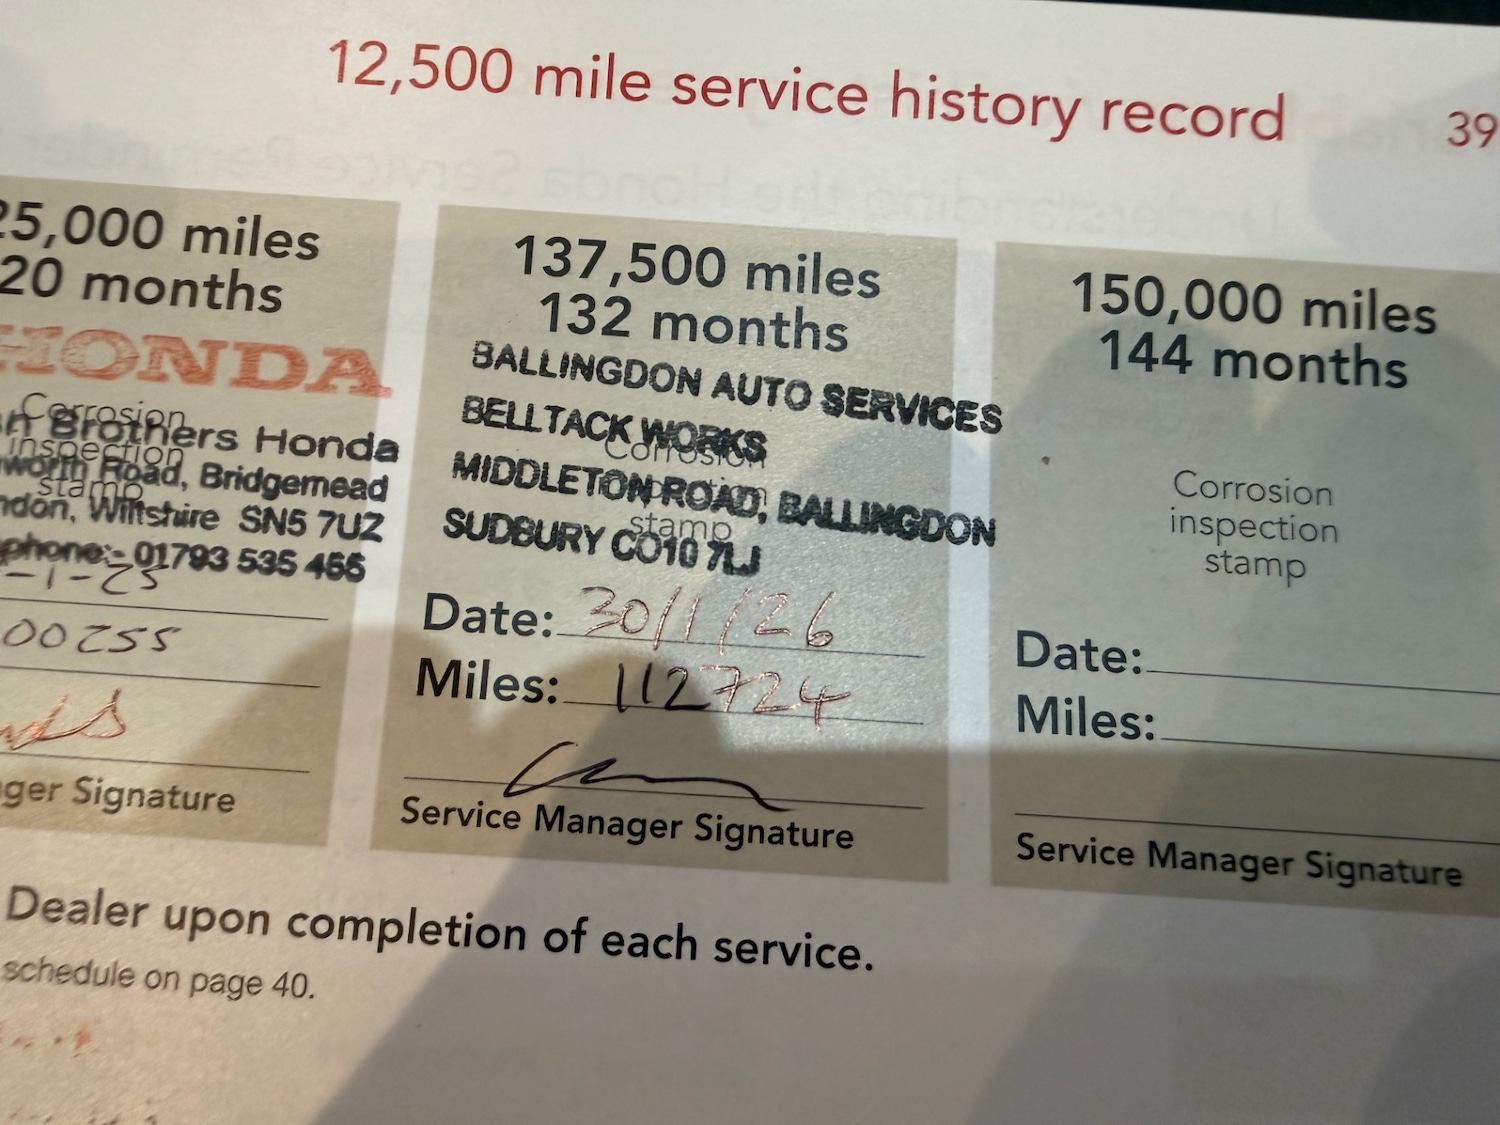 12,500 mile service history record
39
25,000 miles
20 months
HONDA
Corrosion
inspection
stamp
Brothers Honda
Road, Bridgemead
Wiltshire SN5 7UZ
phone:- 01793 535 455
-1-25
00255
ger Signature
137,500 miles
132 months
BALLINGDON AUTO SERVICES
BELLTACK WORKS
MIDDLETON ROAD, BALLINGDON
SUDBURY CO10 7LJ
Corrosion
stamp
Date: 30/1/26
Miles: 112724
Service Manager Signature
150,000 miles
144 months
Corrosion
inspection
stamp
Date:
Miles:
Service Manager Signature
Dealer upon completion of each service.
schedule on page 40.